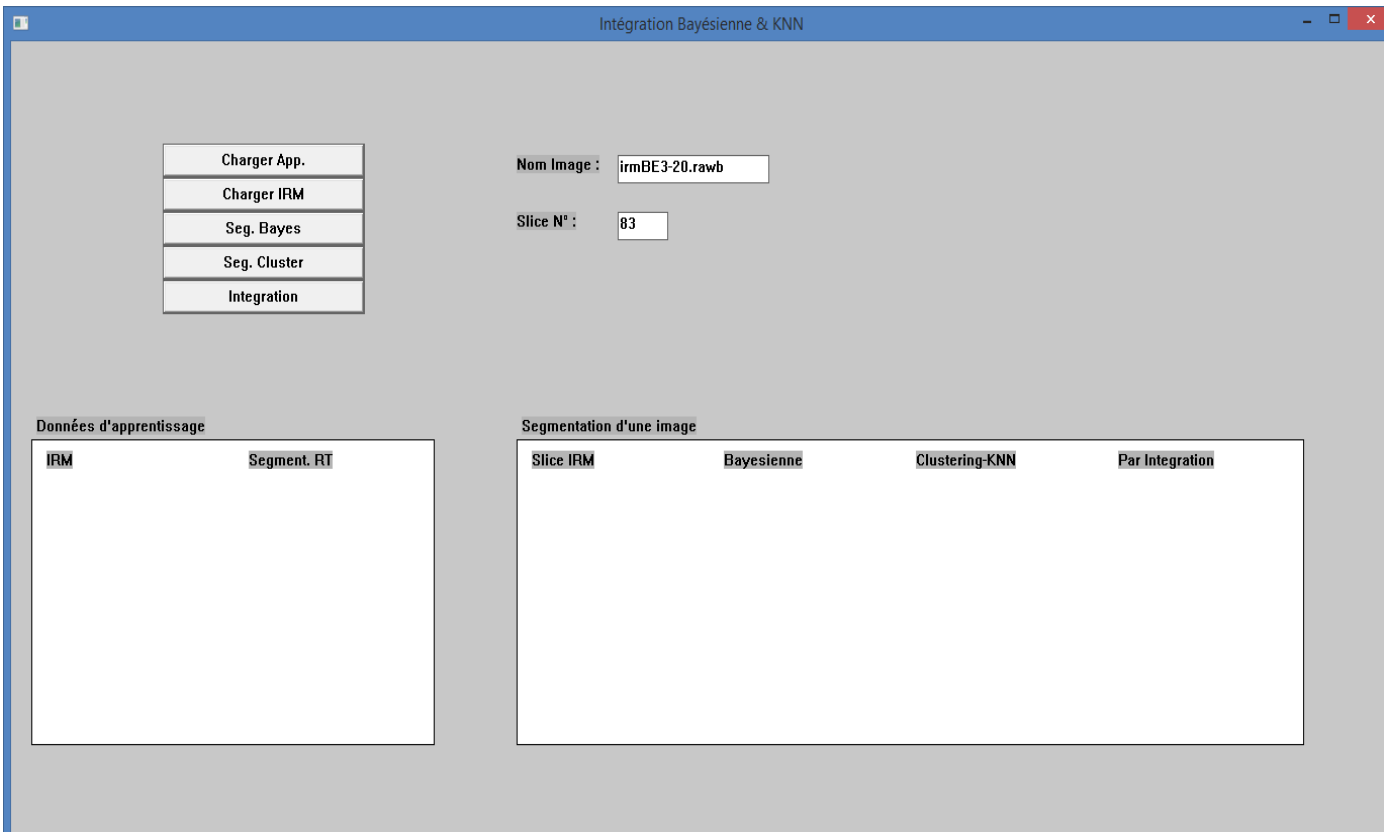 Intégration Bayésienne & KNN
Charger App.
Charger IRM
Seg. Bayes
Seg. Cluster
Integration
Nom Image : irmBE3-20.rawb
Slice N° : 83
Données d'apprentissage
IRM Segment. RT
Segmentation d'une image
Slice IRM Bayesienne Clustering-KNN Par Integration